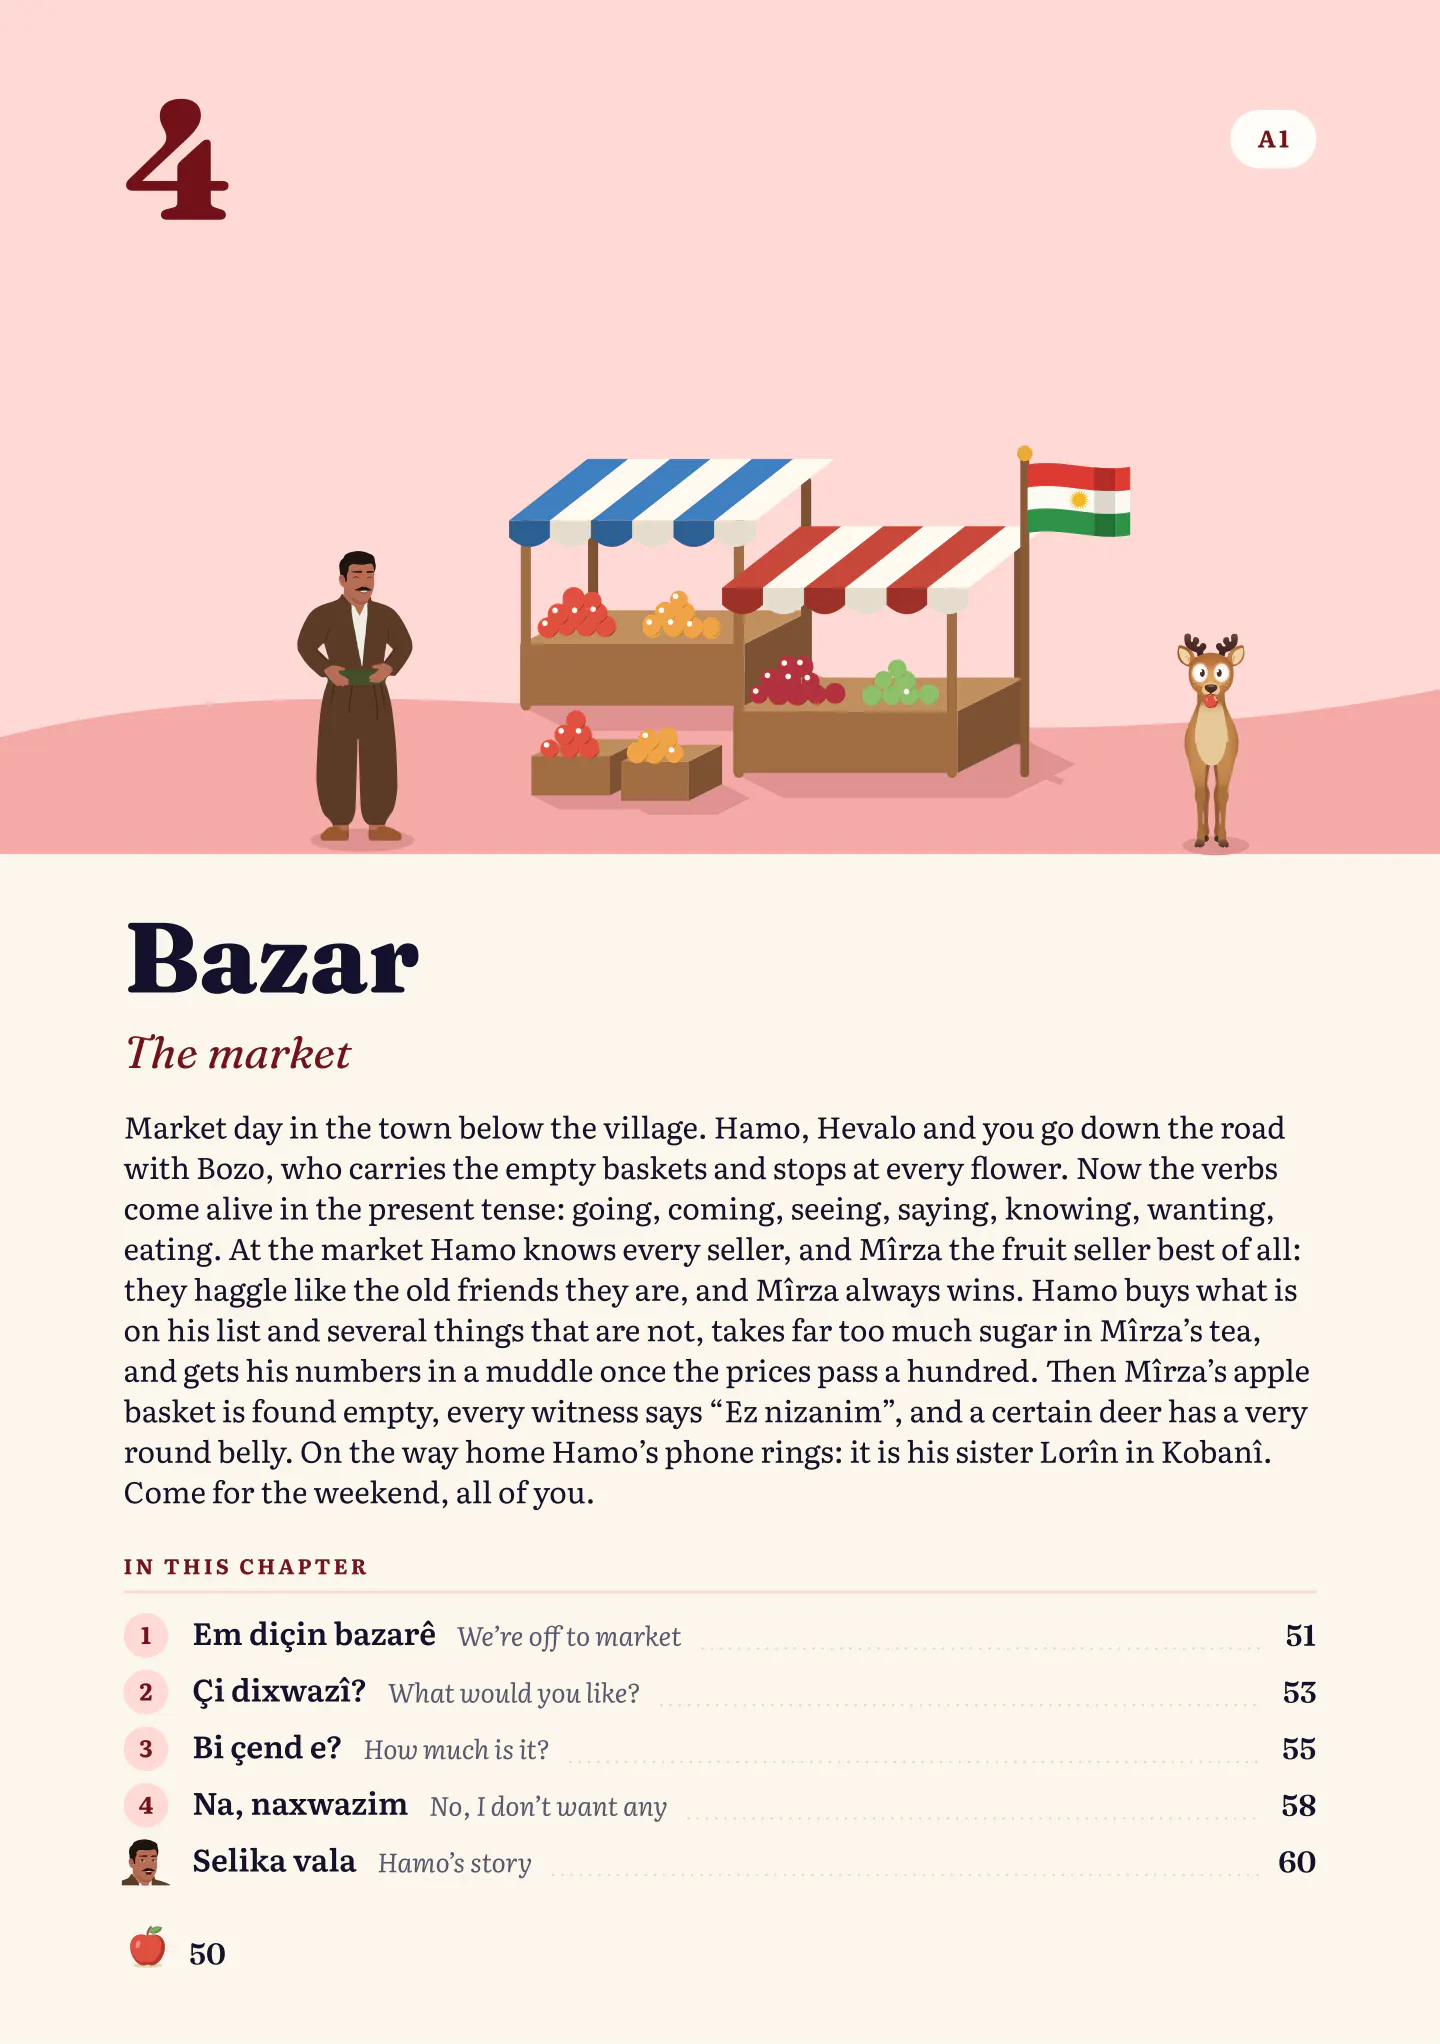 4
A1
Bazar
The market
Market day in the town below the village. Hamo, Hevalo and you go down the road
with Bozo, who carries the empty baskets and stops at every flower. Now the verbs
come alive in the present tense: going, coming, seeing, saying, knowing, wanting,
eating. At the market Hamo knows every seller, and Mîrza the fruit seller best of all:
they haggle like the old friends they are, and Mîrza always wins. Hamo buys what is
on his list and several things that are not, takes far too much sugar in Mîrza’s tea,
and gets his numbers in a muddle once the prices pass a hundred. Then Mîrza’s apple
basket is found empty, every witness says “Ez nizanim”, and a certain deer has a very
round belly. On the way home Hamo’s phone rings: it is his sister Lorîn in Kobanî.
Come for the weekend, all of you.
IN THIS CHAPTER
1 Em diçin bazarê We’re off to market 51
2 Çi dixwazî? What would you like? 53
3 Bi çend e? How much is it? 55
4 Na, naxwazim No, I don’t want any 58
Selika vala Hamo’s story 60
50